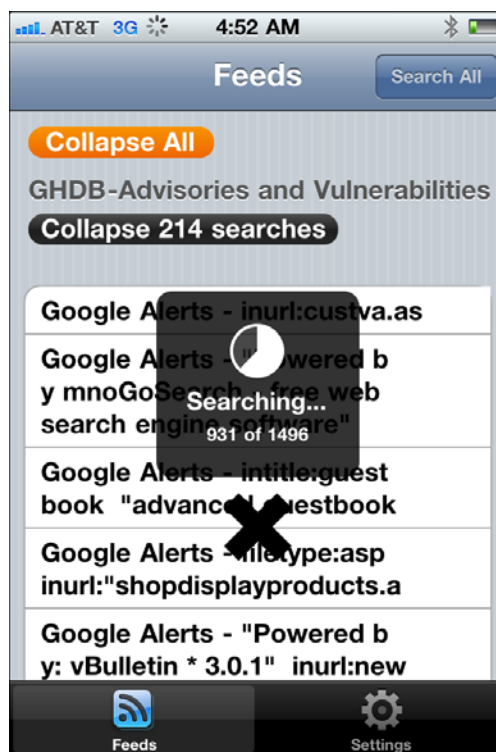 AT&T 3G 4:52 AM
Feeds
Search All
Collapse All
GHDB-Advisories and Vulnerabilities
Collapse 214 searches
Google Alerts - inurl:custva.as
Google Alerts - "Powered b
y mnoGoSearch - free web
search engine software"
Searching...
931 of 1496
Google Alerts - intitle:guest
book "advanced guestbook
Google Alerts - filetype:asp
inurl:"shopdisplayproducts.a
Google Alerts - "Powered b
y: vBulletin * 3.0.1" inurl:new
Feeds
Settings